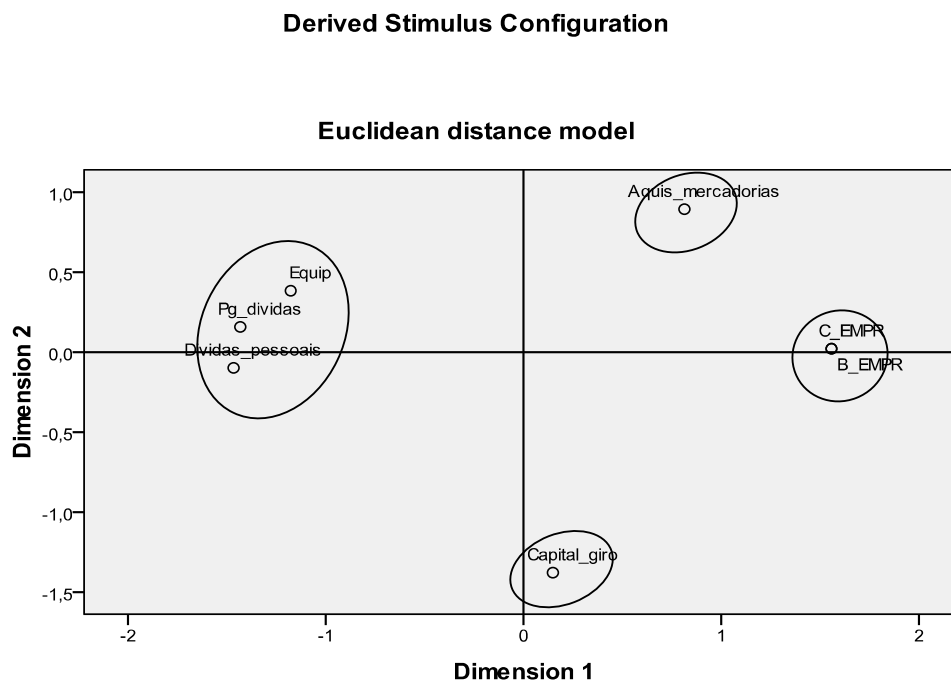 Derived Stimulus Configuration
Euclidean distance model
1,0
0,5
0,0
-0,5
-1,0
-1,5
Dimension 2
Aquis_mercadorias
Equip
Pg_dividas
Dividas_pessoais
C_EMPR
B_EMPR
Capital_giro
-2
-1
0
1
2
Dimension 1